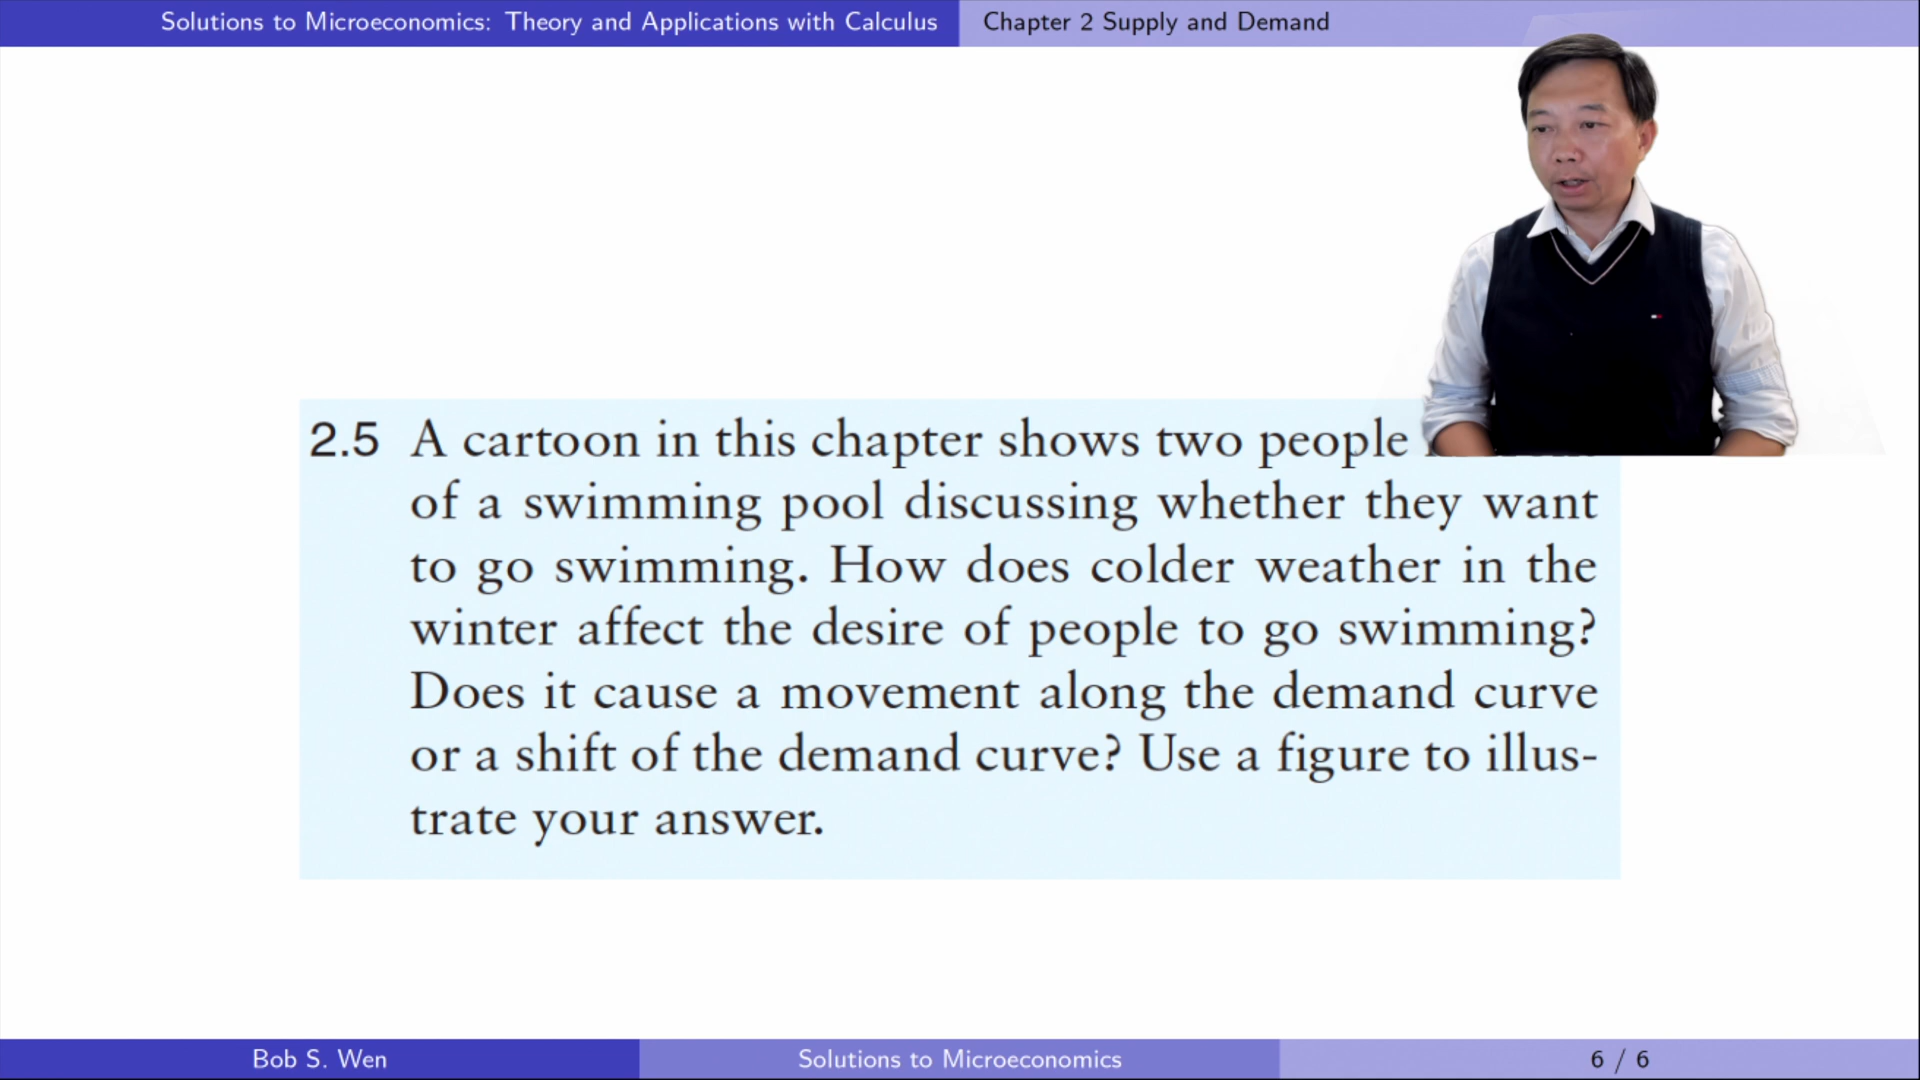 Solutions to Microeconomics: Theory and Applications with Calculus
Chapter 2 Supply and Demand
2.5 A cartoon in this chapter shows two people
of a swimming pool discussing whether they want
to go swimming. How does colder weather in the
winter affect the desire of people to go swimming?
Does it cause a movement along the demand curve
or a shift of the demand curve? Use a figure to illus-
trate your answer.
Bob S. Wen
Solutions to Microeconomics
6 / 6